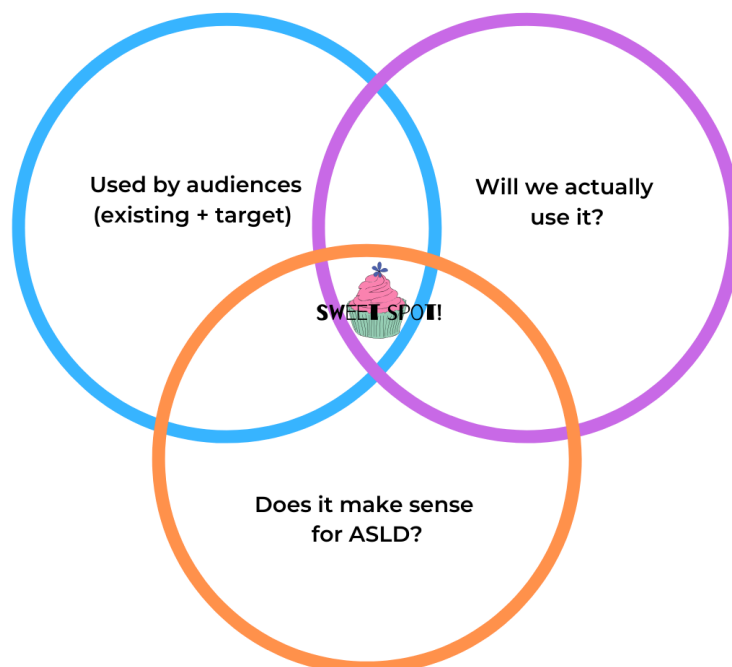 Used by audiences
(existing + target)
Will we actually
use it?
SWEET SPOT!
Does it make sense
for ASLD?